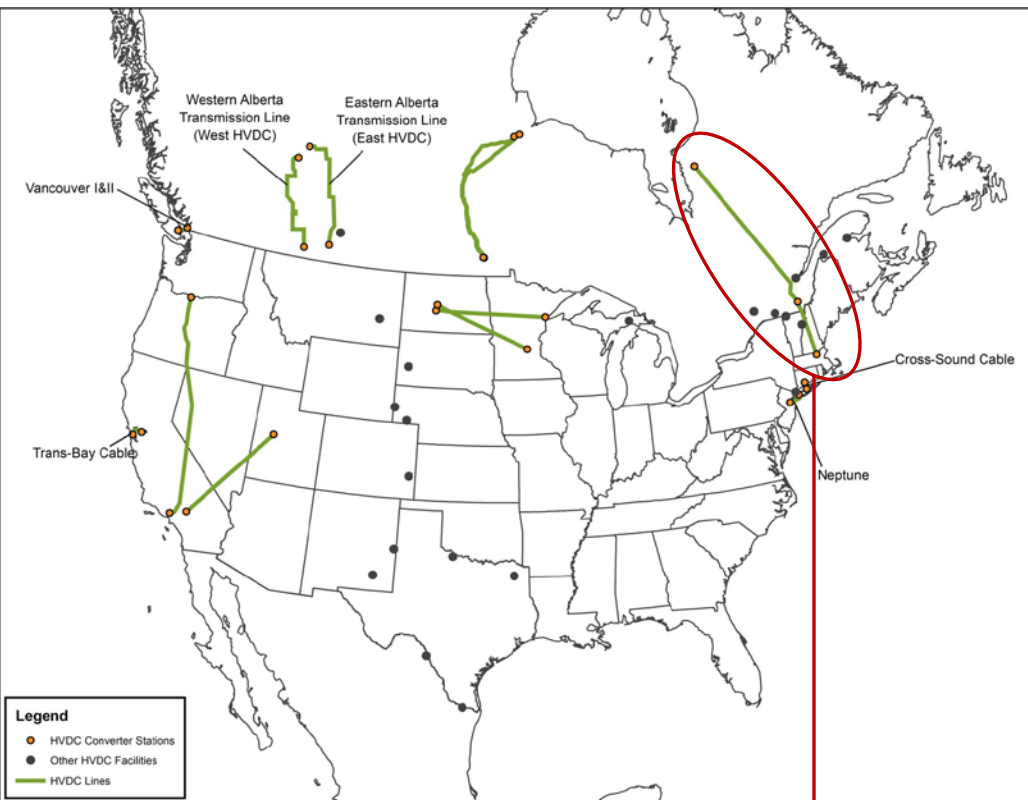 Western Alberta
Transmission Line
(West HVDC)
Eastern Alberta
Transmission Line
(East HVDC)
Vancouver I&II
Cross-Sound Cable
Trans-Bay Cable
Neptune
Legend
HVDC Converter Stations
Other HVDC Facilities
HVDC Lines